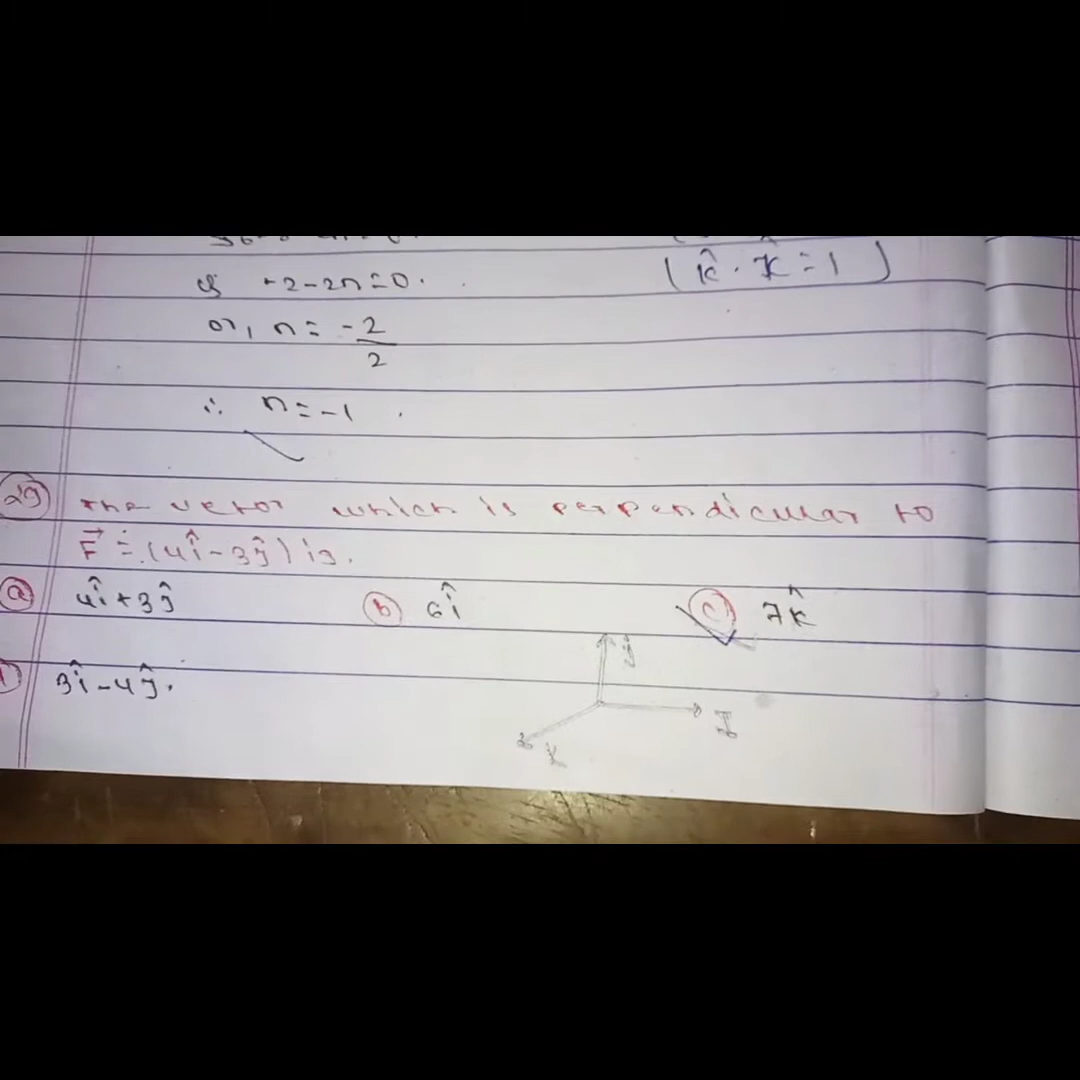 +2-2n=0.
(k̂ . k̂ = 1)
or, n = -2/2
∴ n = -1 .
29 The vetor which is perpendicular to
F⃗ = (4î - 3ĵ) is.
a 4î + 3ĵ b 6î c 7k̂
3î - 4ĵ.
j
K